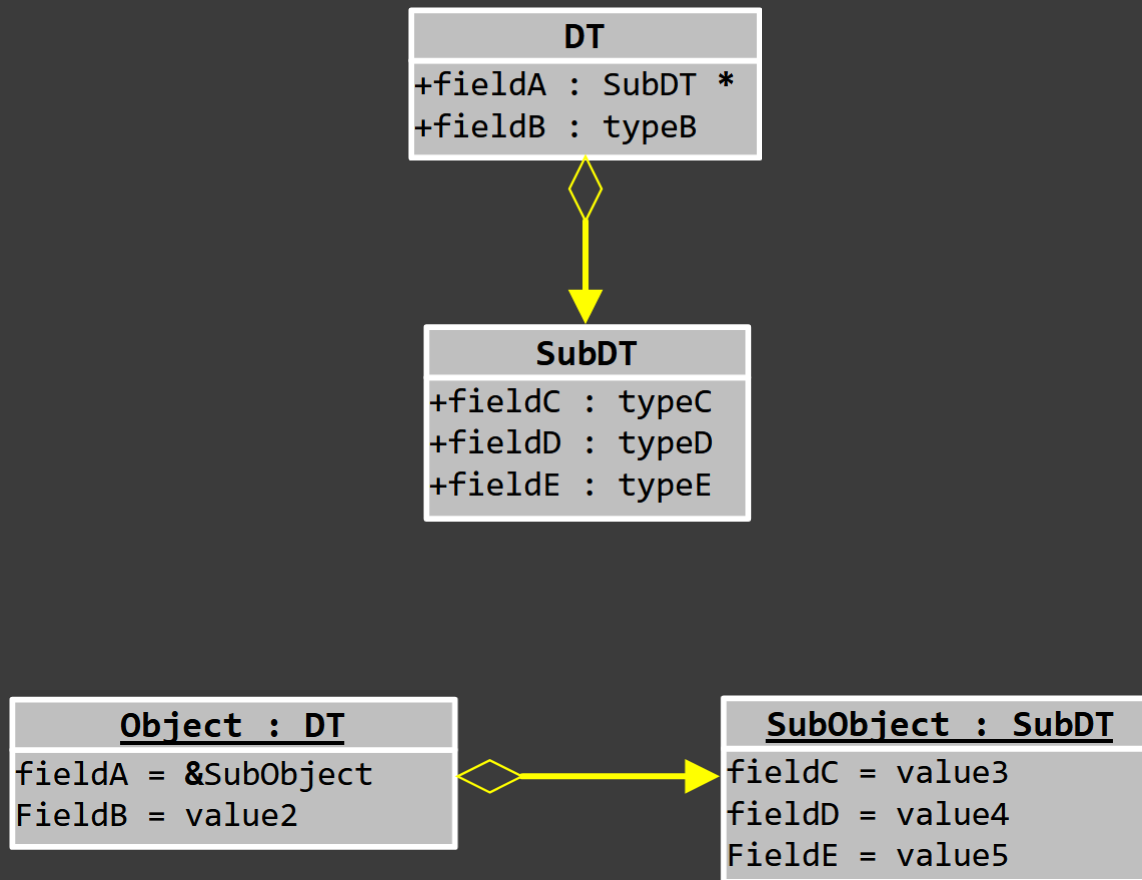 DT
+fieldA : SubDT *
+fieldB : typeB
SubDT
+fieldC : typeC
+fieldD : typeD
+fieldE : typeE
Object : DT
fieldA = &SubObject
FieldB = value2
SubObject : SubDT
fieldC = value3
fieldD = value4
FieldE = value5